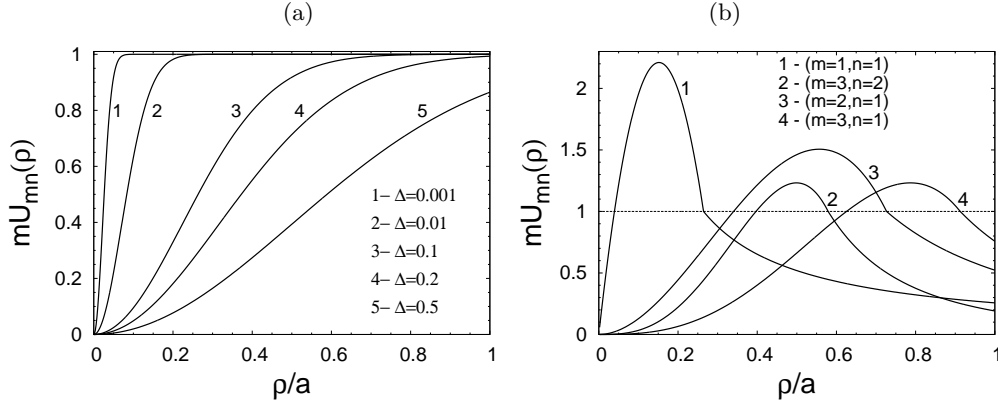 (a)
mU_mn(ρ)
1
0.8
0.6
0.4
0.2
0
0
0.2
0.4
0.6
0.8
1
ρ/a
1
2
3
4
5
1– Δ=0.001
2– Δ=0.01
3– Δ=0.1
4– Δ=0.2
5– Δ=0.5
(b)
mU_mn(ρ)
2
1.5
1
0.5
0
0
0.2
0.4
0.6
0.8
1
ρ/a
1 - (m=1,n=1)
2 - (m=3,n=2)
3 - (m=2,n=1)
4 - (m=3,n=1)
1
3
4
2